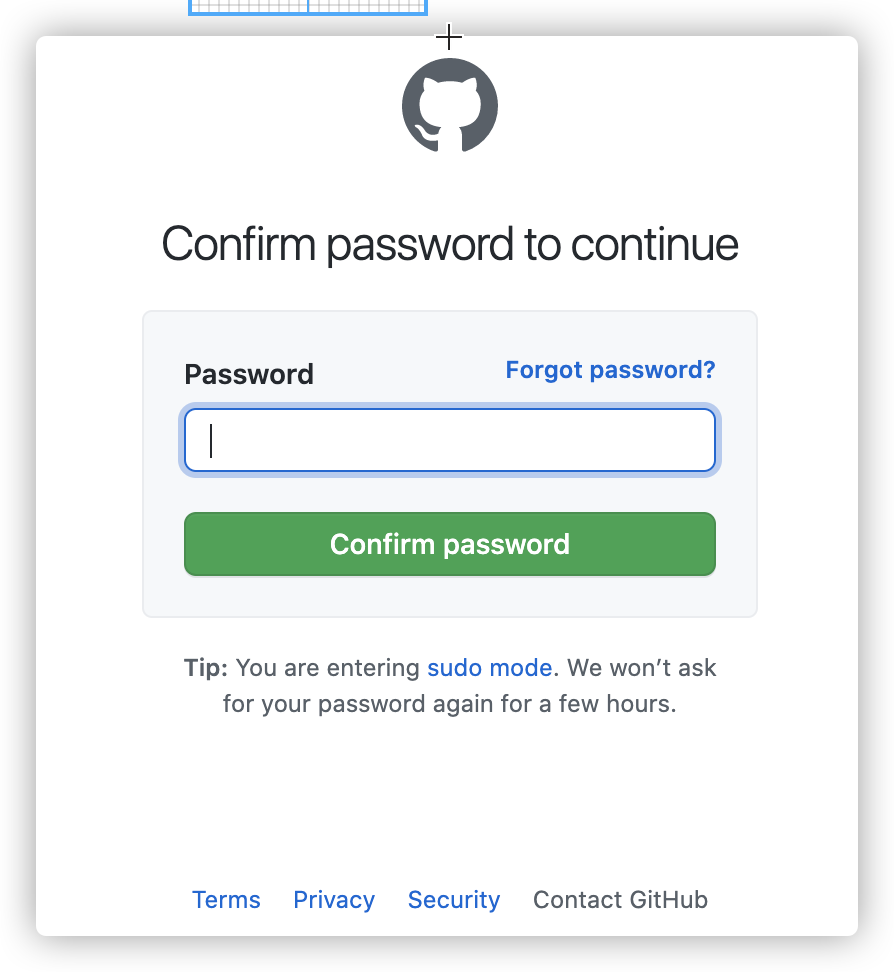 Confirm password to continue
Password
Forgot password?
Confirm password
Tip: You are entering sudo mode. We won’t ask
for your password again for a few hours.
Terms Privacy Security Contact GitHub